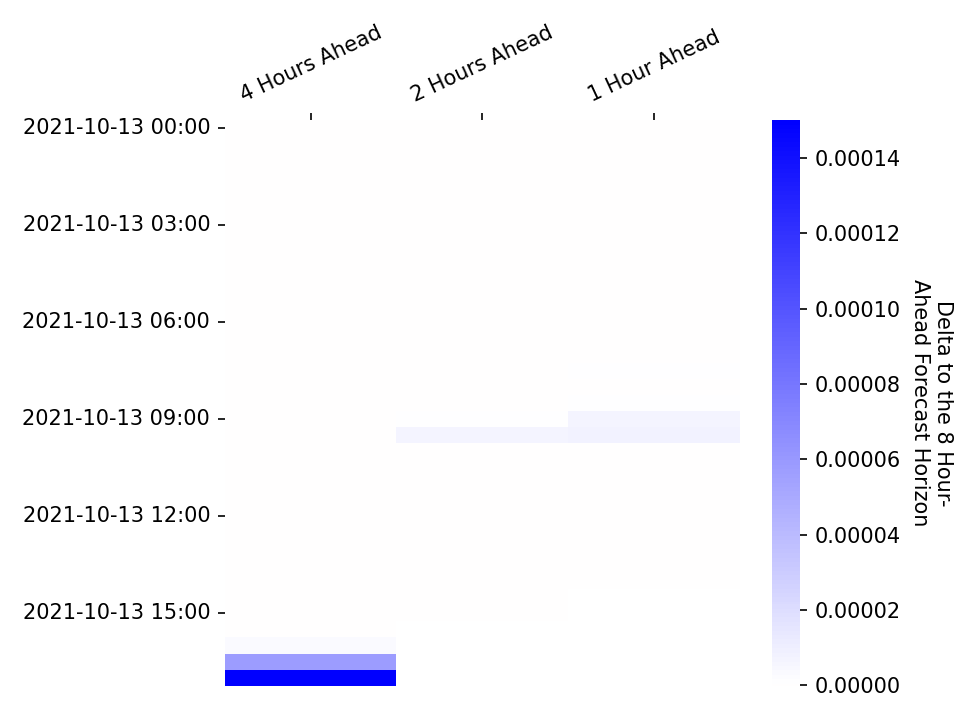 4 Hours Ahead
2 Hours Ahead
1 Hour Ahead
2021-10-13 00:00
2021-10-13 03:00
2021-10-13 06:00
2021-10-13 09:00
2021-10-13 12:00
2021-10-13 15:00
0.00014
0.00012
0.00010
0.00008
0.00006
0.00004
0.00002
0.00000
Delta to the 8 Hour-
Ahead Forecast Horizon